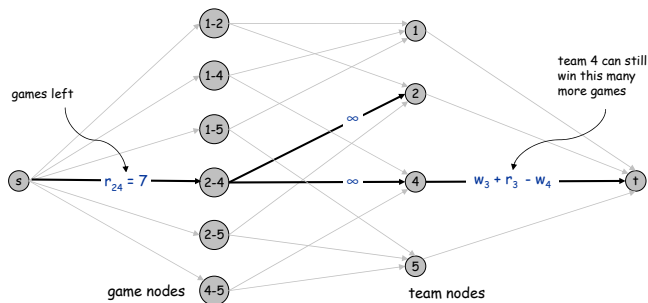 1-2
1
1-4
team 4 can still
win this many
more games
games left
2
∞
1-5
s
r24 = 7
2-4
∞
4
w3 + r3 - w4
t
2-5
5
4-5
game nodes
team nodes